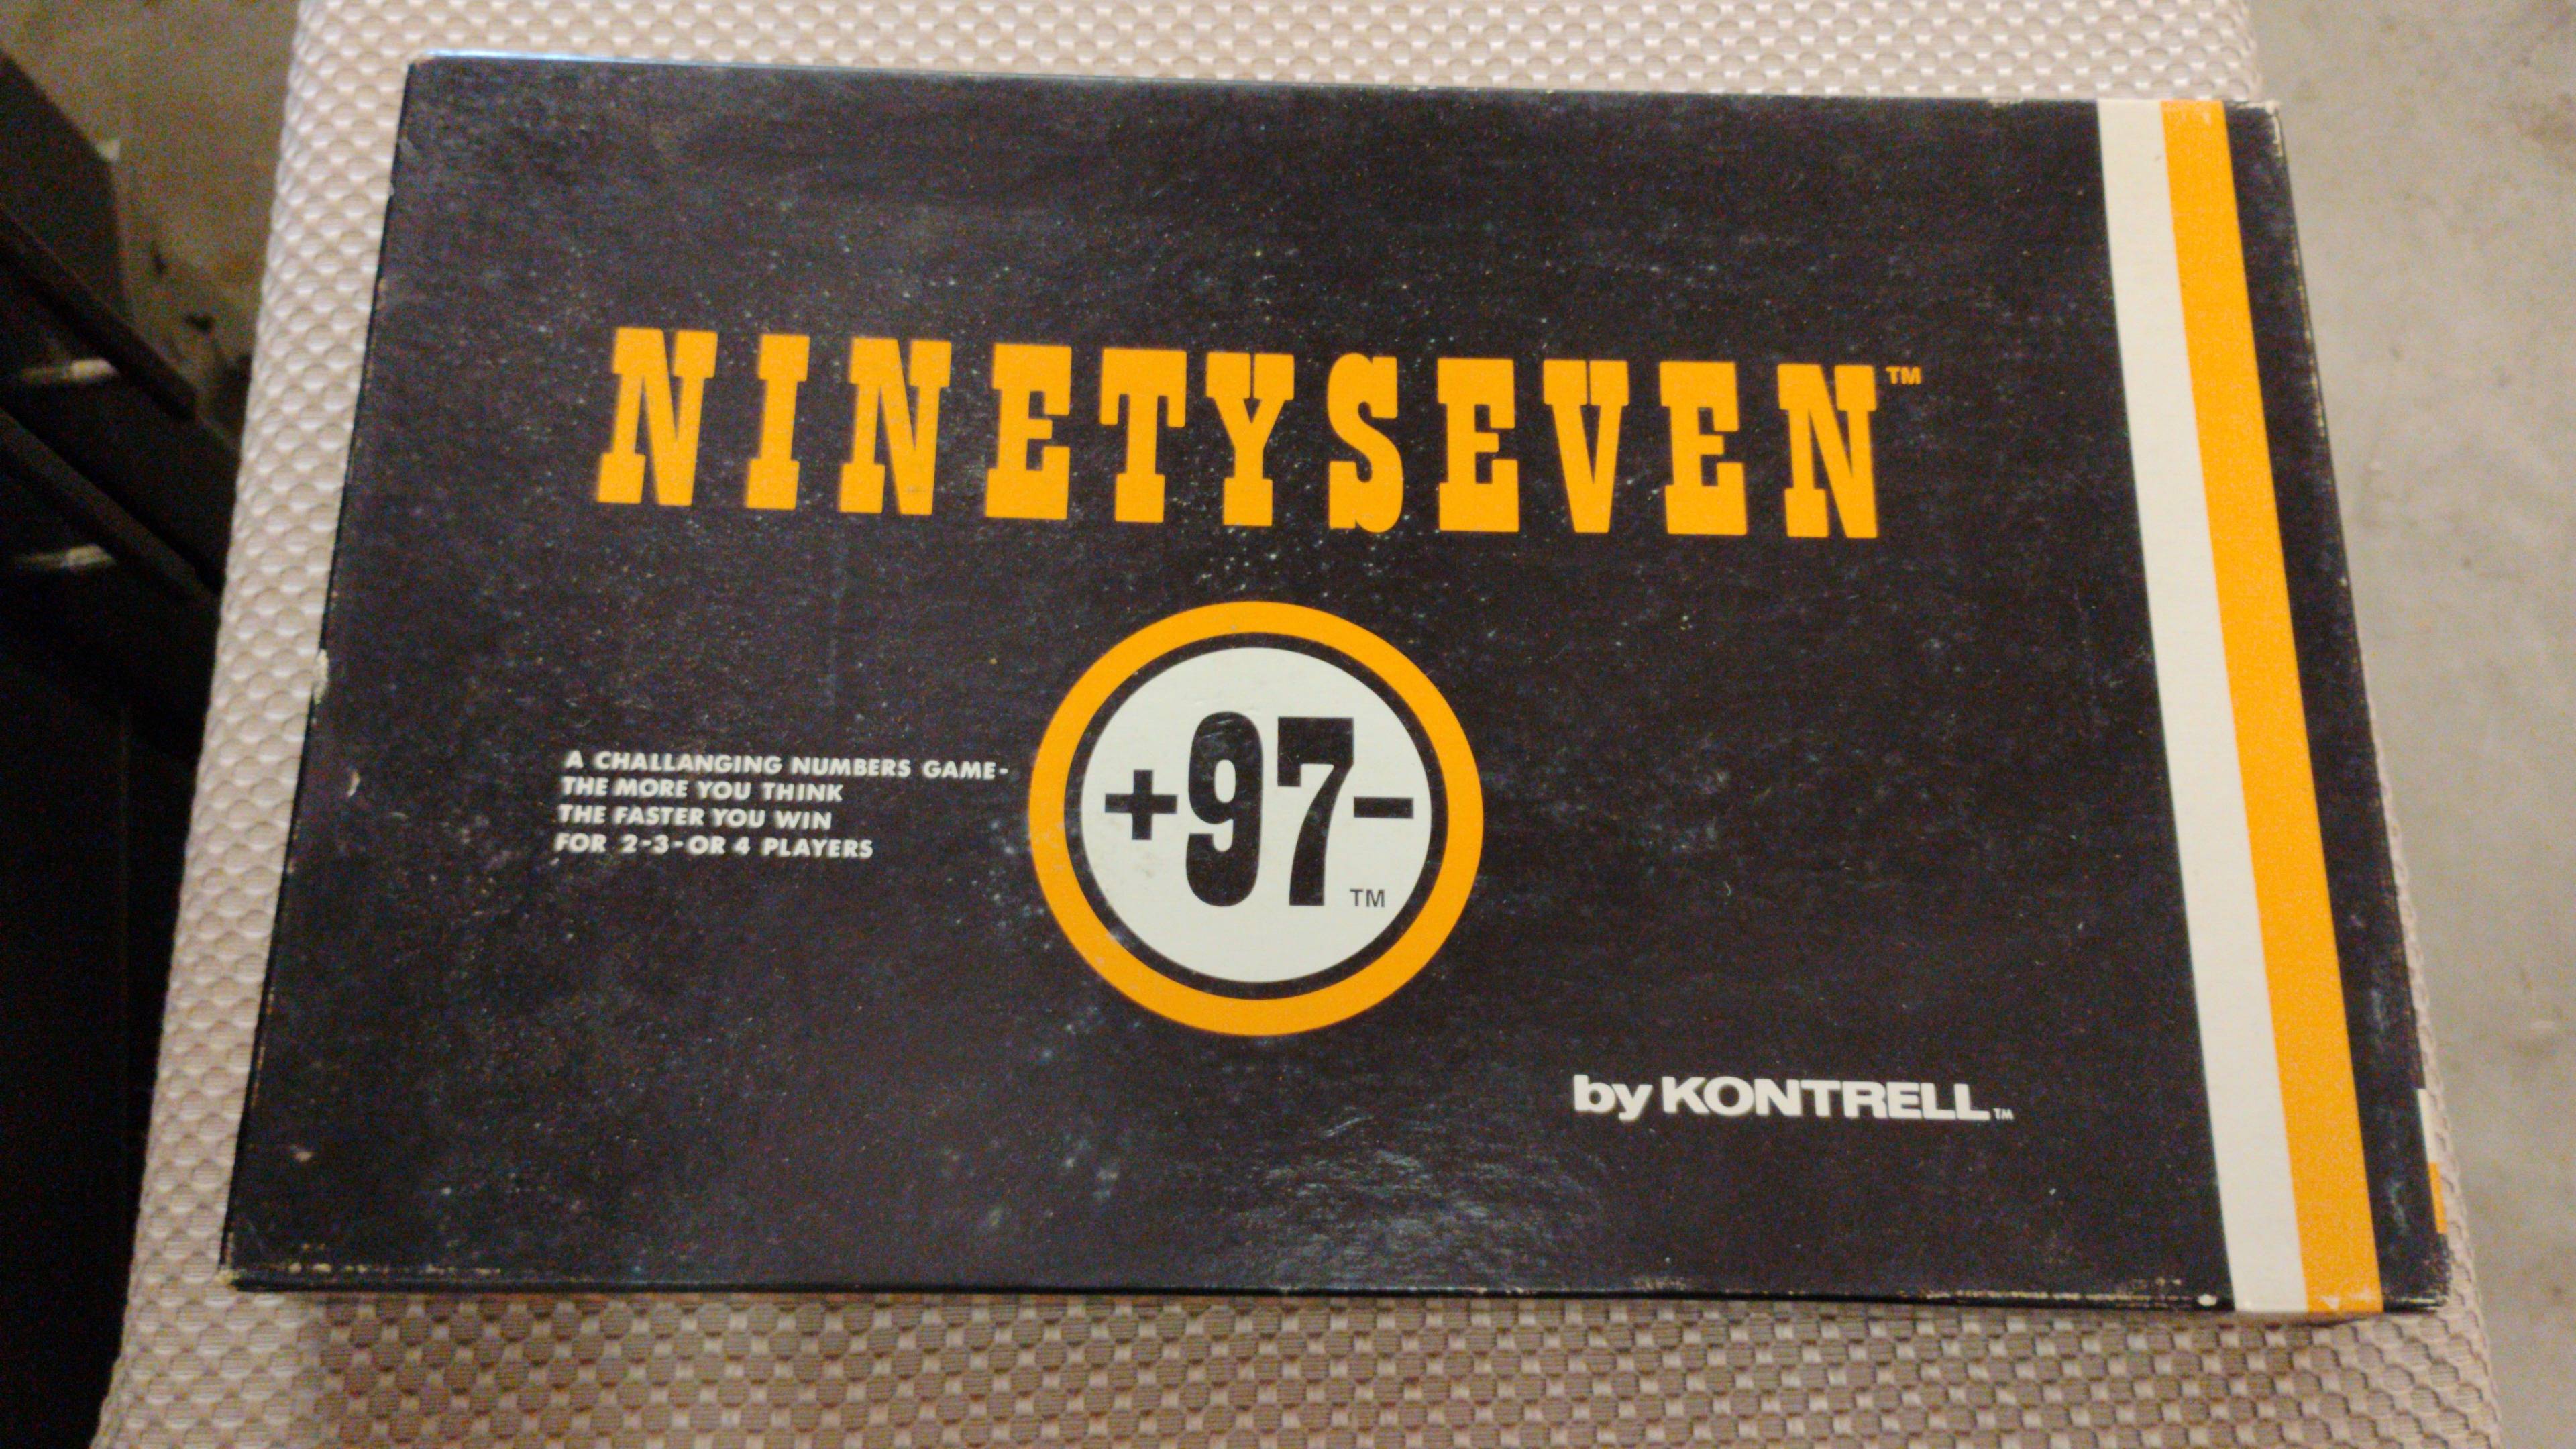 NINETYSEVEN™
A CHALLANGING NUMBERS GAME-
THE MORE YOU THINK
THE FASTER YOU WIN
FOR 2-3-OR 4 PLAYERS
+97-™
by KONTRELL™